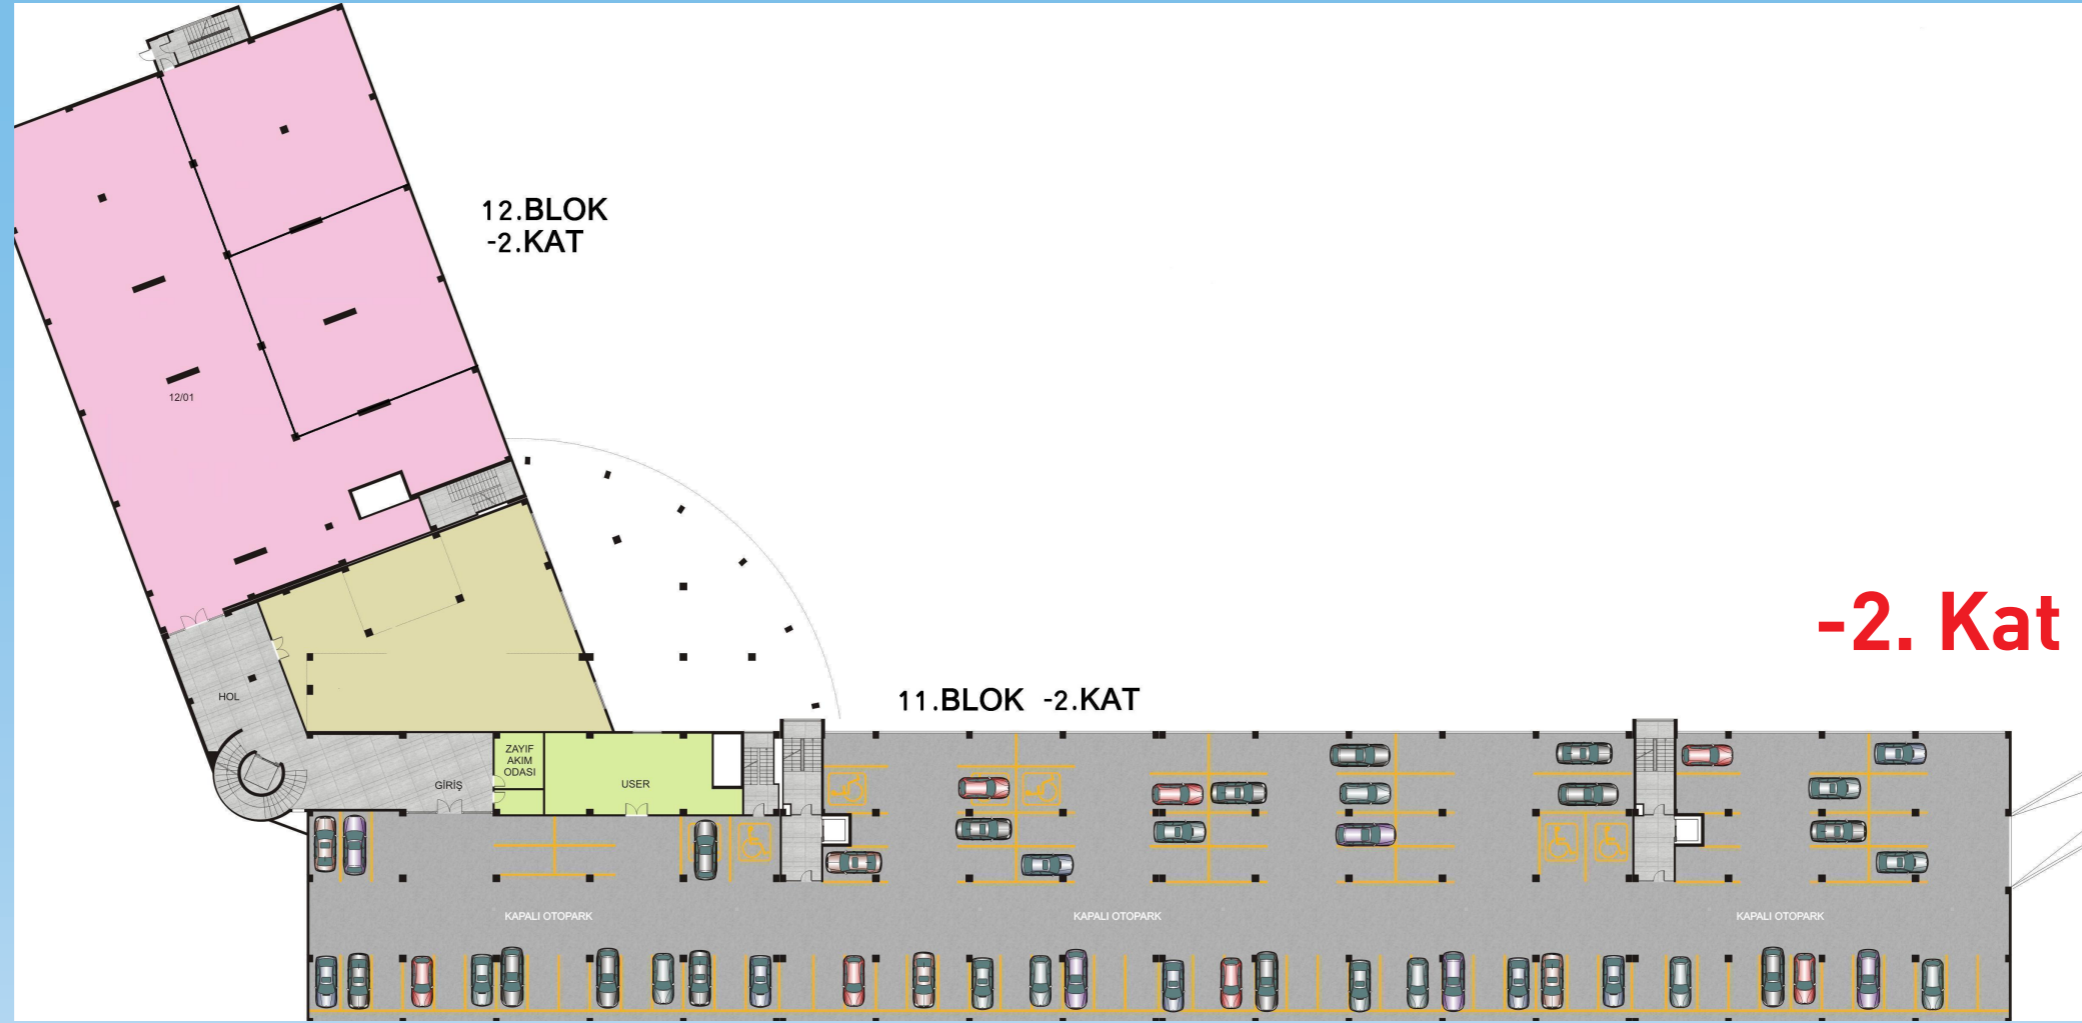 12.BLOK
-2.KAT
12/01
-2. Kat
HOL
11.BLOK -2.KAT
ZAYIF
AKIM
ODASI
GİRİŞ
USER
KAPALI OTOPARK
KAPALI OTOPARK
KAPALI OTOPARK